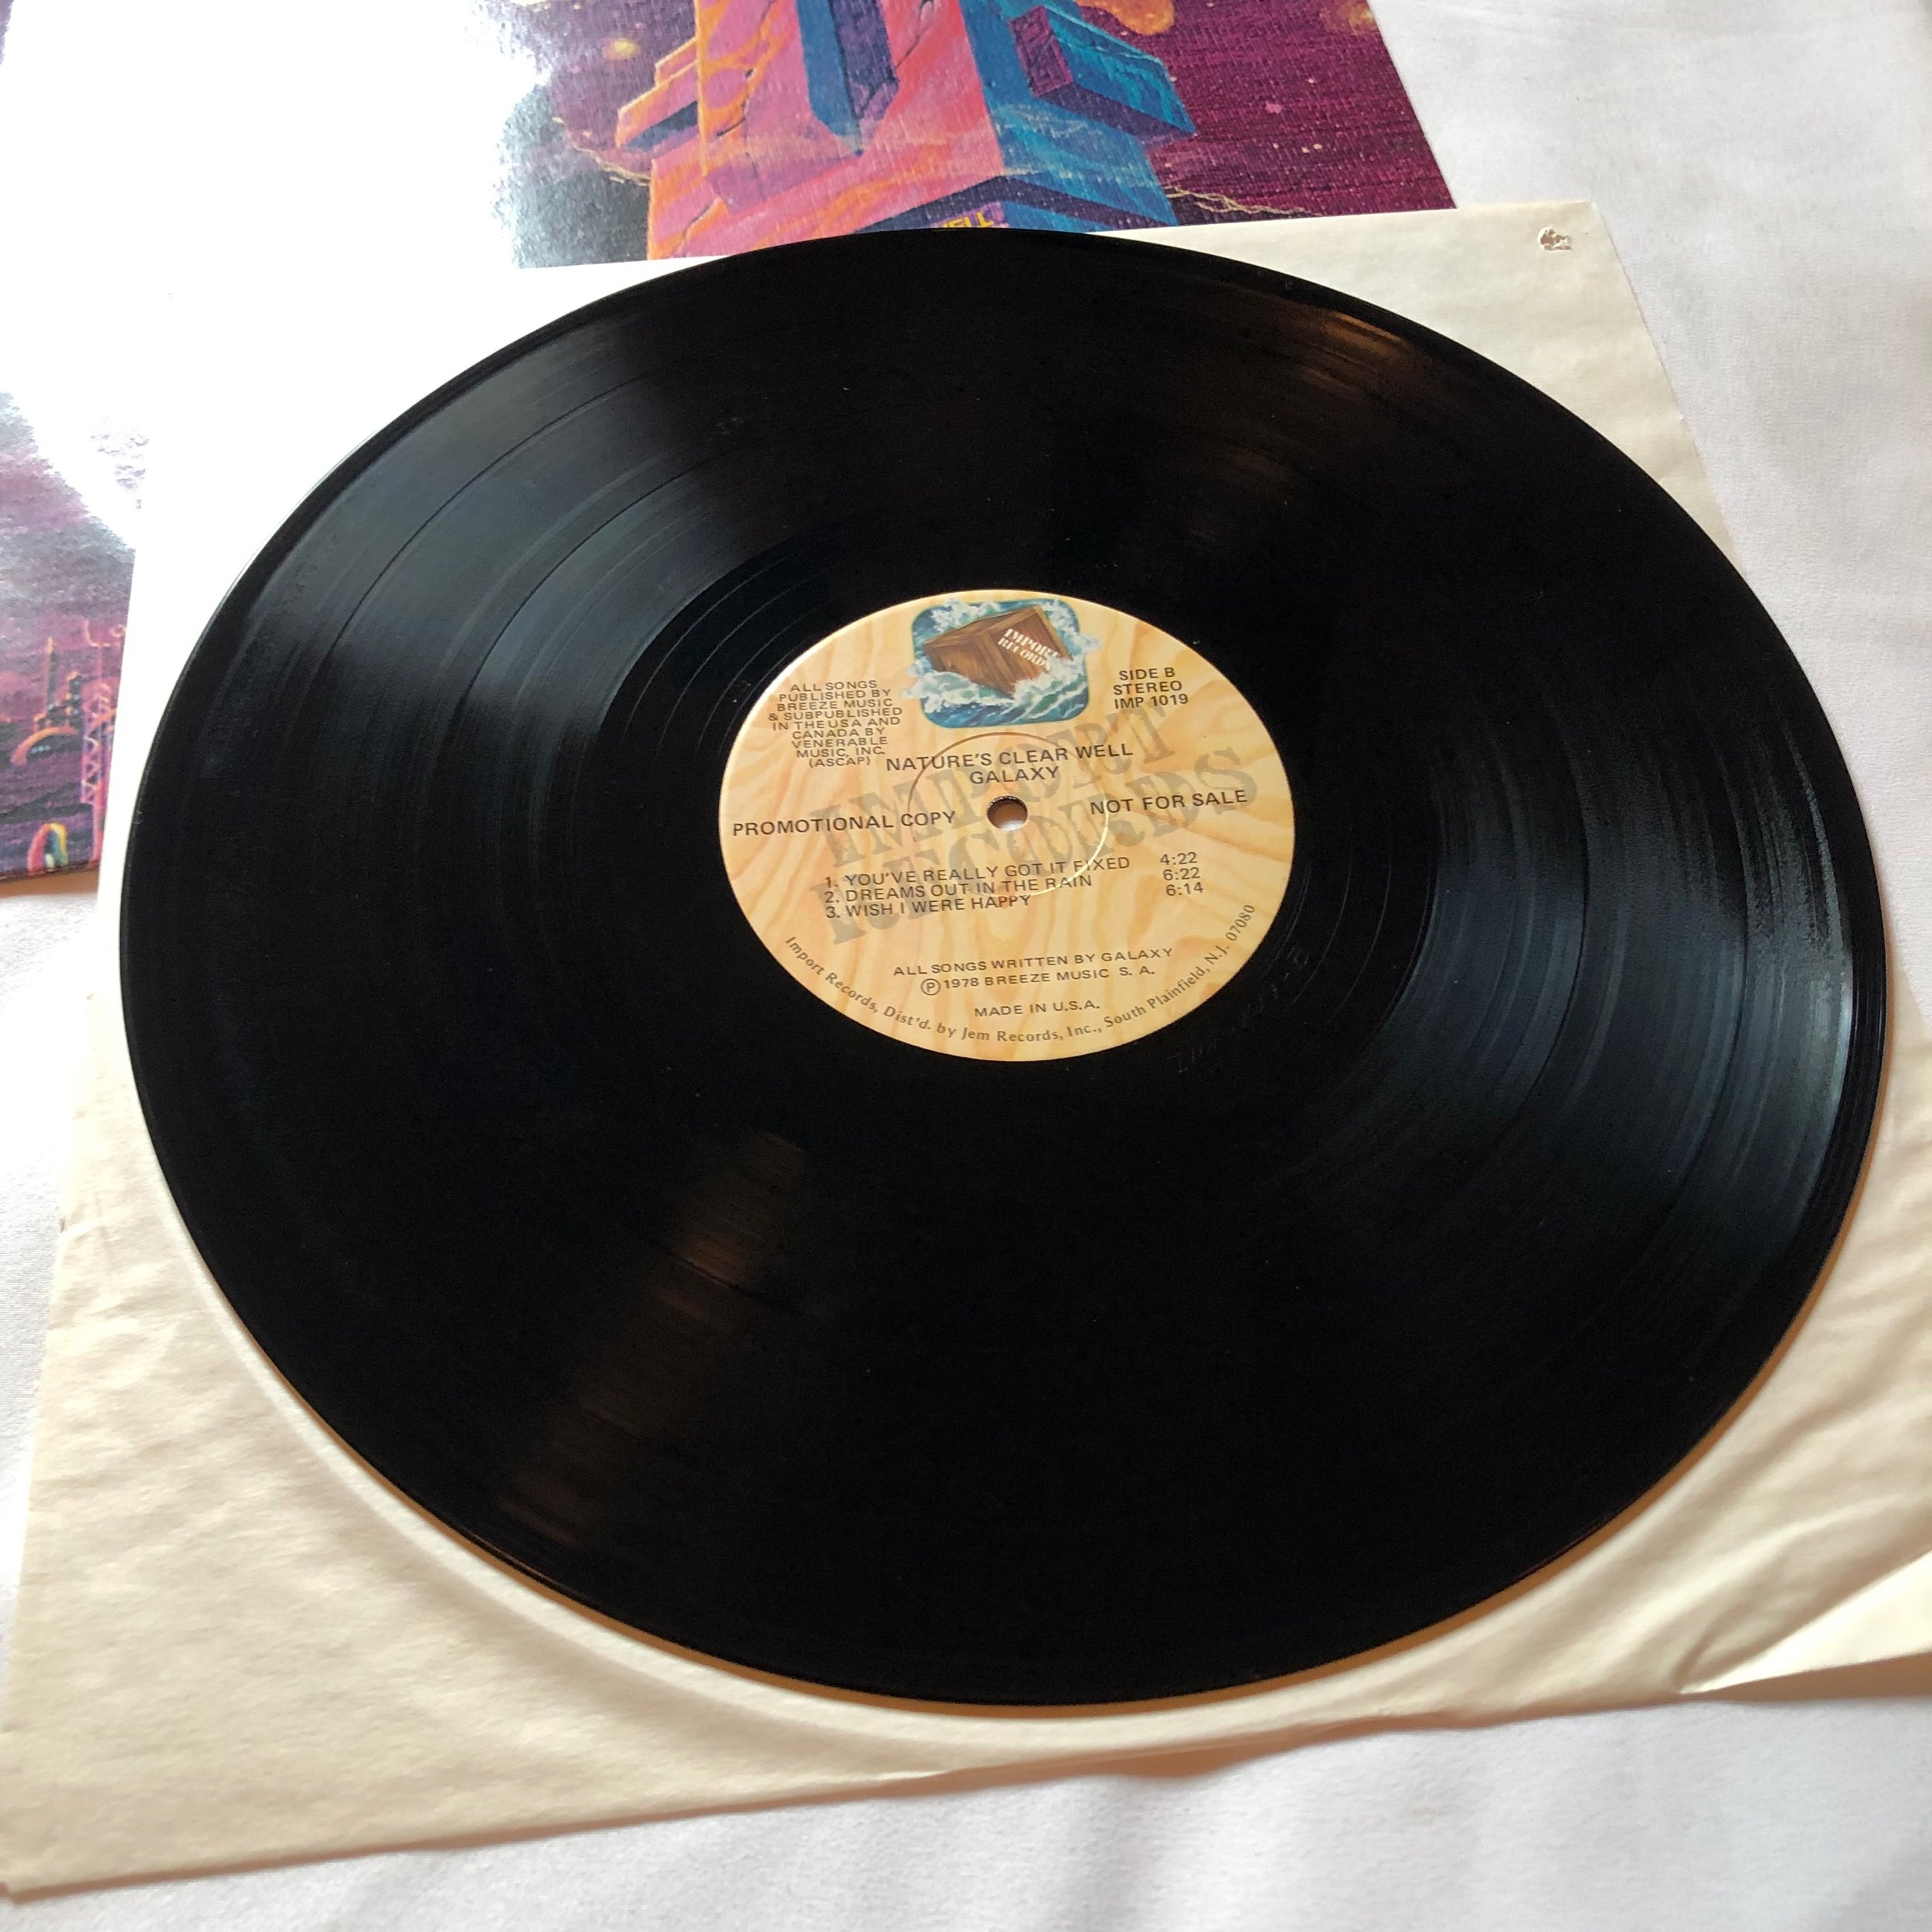 WELL
IMPORT
RECORDS
ALL SONGS
PUBLISHED BY
BREEZE MUSIC
& SUBPUBLISHED
IN THE USA AND
CANADA BY
VENERABLE
MUSIC, INC.
(ASCAP)
SIDE B
STEREO
IMP 1019
IMPORT
RECORDS
NATURE'S CLEAR WELL
GALAXY
PROMOTIONAL COPY
NOT FOR SALE
1. YOU'VE REALLY GOT IT FIXED 4:22
2. DREAMS OUT IN THE RAIN 6:22
3. WISH I WERE HAPPY 6:14
ALL SONGS WRITTEN BY GALAXY
Ⓟ 1978 BREEZE MUSIC S. A.
MADE IN U.S.A.
Import Records, Dist'd. by Jem Records, Inc., South Plainfield, N.J. 07080